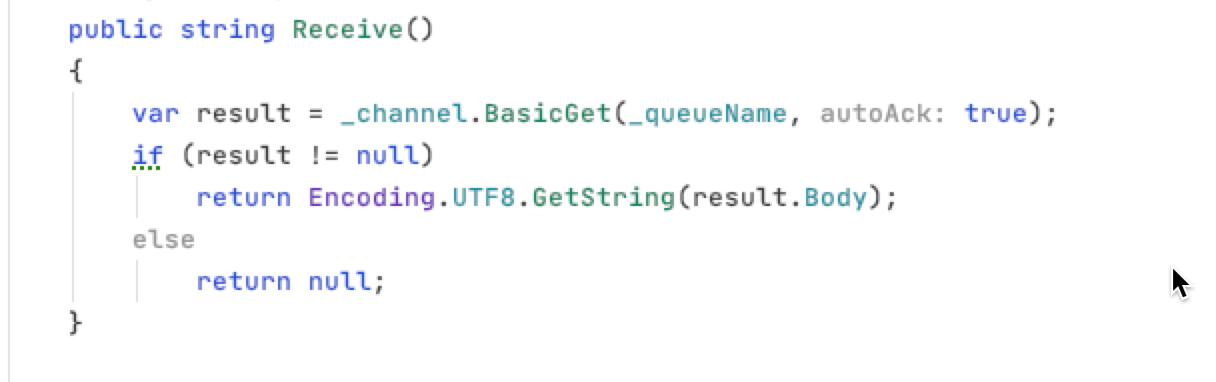 public string Receive()
{
var result = _channel.BasicGet(_queueName, autoAck: true);
if (result != null)
return Encoding.UTF8.GetString(result.Body);
else
return null;
}